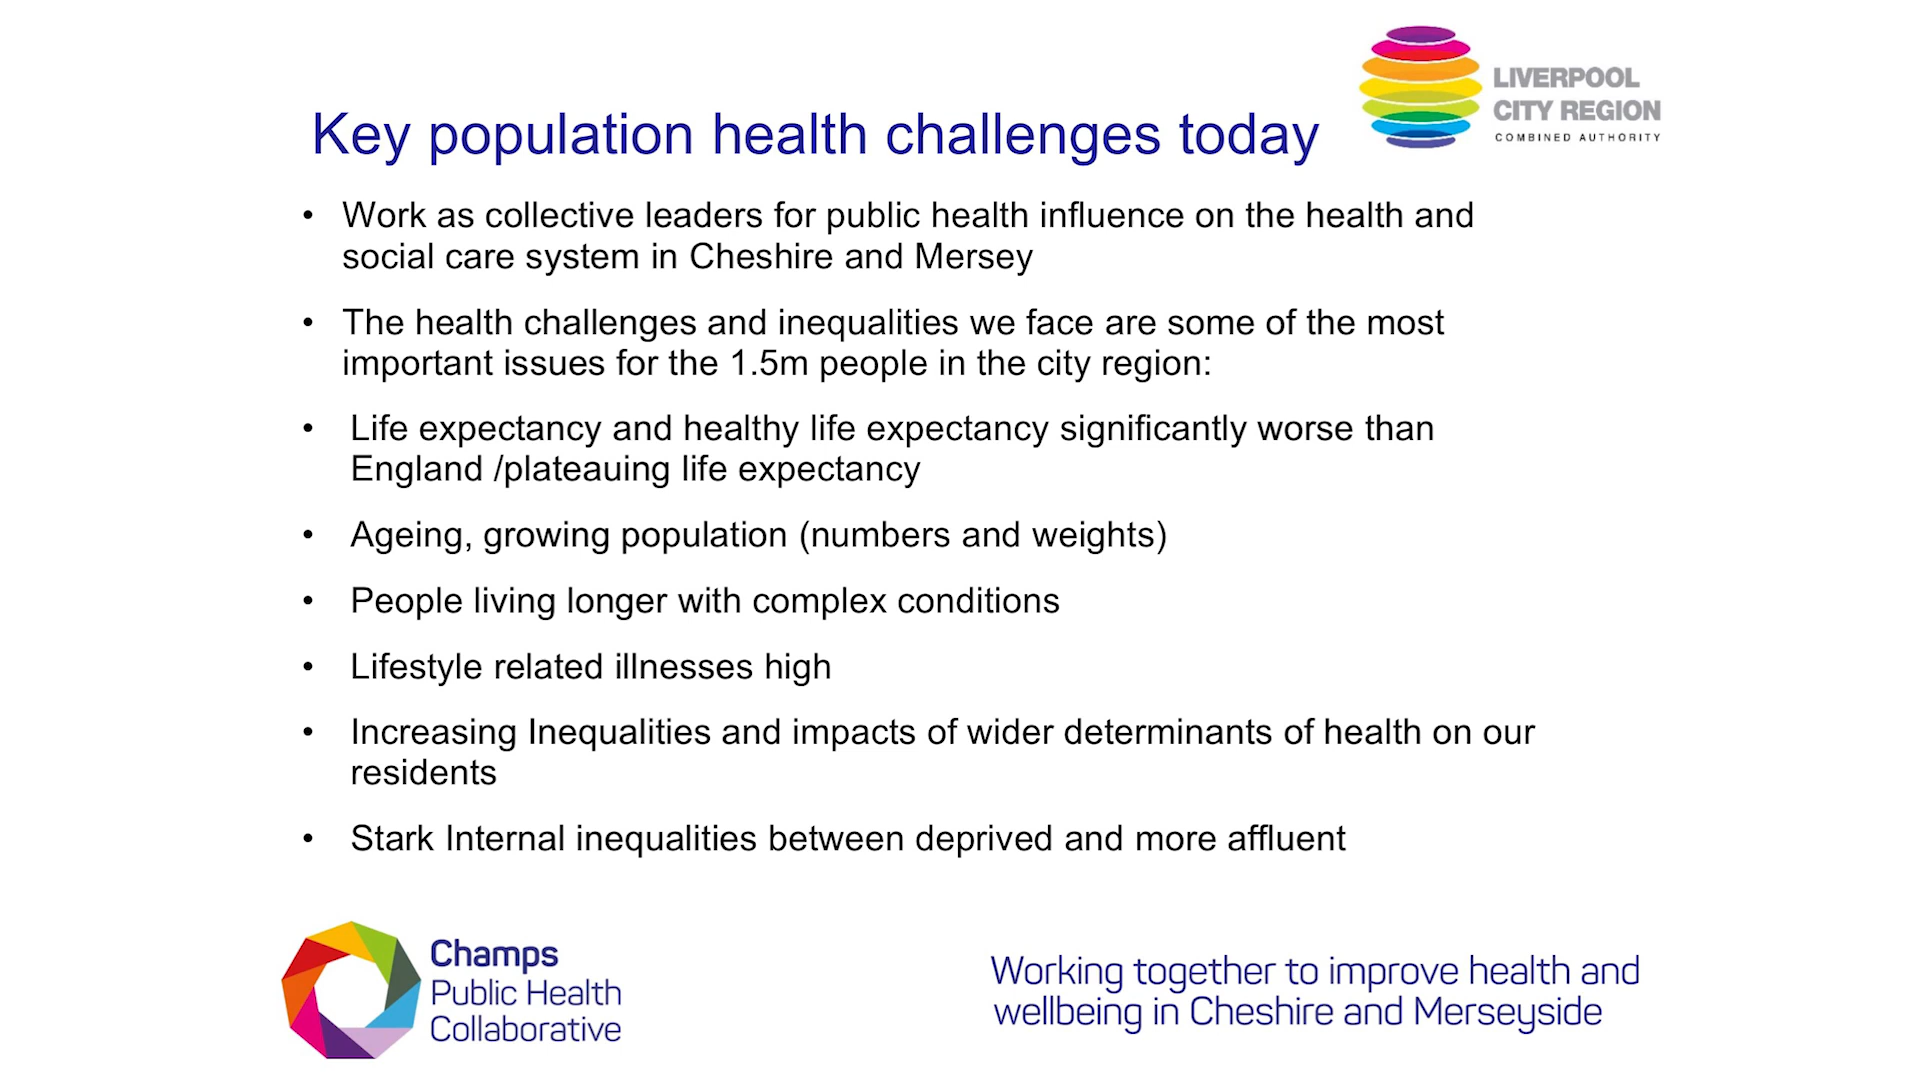 LIVERPOOL
CITY REGION
COMBINED AUTHORITY
Key population health challenges today
• Work as collective leaders for public health influence on the health and
social care system in Cheshire and Mersey
• The health challenges and inequalities we face are some of the most
important issues for the 1.5m people in the city region:
• Life expectancy and healthy life expectancy significantly worse than
England /plateauing life expectancy
• Ageing, growing population (numbers and weights)
• People living longer with complex conditions
• Lifestyle related illnesses high
• Increasing Inequalities and impacts of wider determinants of health on our
residents
• Stark Internal inequalities between deprived and more affluent
Champs
Public Health
Collaborative
Working together to improve health and
wellbeing in Cheshire and Merseyside